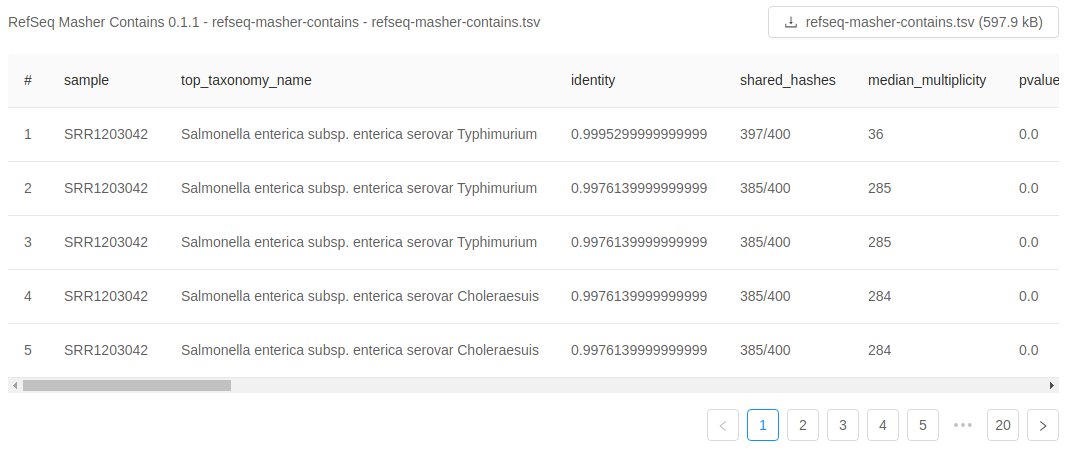 RefSeq Masher Contains 0.1.1 - refseq-masher-contains - refseq-masher-contains.tsv refseq-masher-contains.tsv (597.9 kB)
# sample top_taxonomy_name identity shared_hashes median_multiplicity pvalue
1 SRR1203042 Salmonella enterica subsp. enterica serovar Typhimurium 0.9995299999999999 397/400 36 0.0
2 SRR1203042 Salmonella enterica subsp. enterica serovar Typhimurium 0.9976139999999999 385/400 285 0.0
3 SRR1203042 Salmonella enterica subsp. enterica serovar Typhimurium 0.9976139999999999 385/400 285 0.0
4 SRR1203042 Salmonella enterica subsp. enterica serovar Choleraesuis 0.9976139999999999 385/400 284 0.0
5 SRR1203042 Salmonella enterica subsp. enterica serovar Choleraesuis 0.9976139999999999 385/400 284 0.0
< 1 2 3 4 5 ••• 20 >